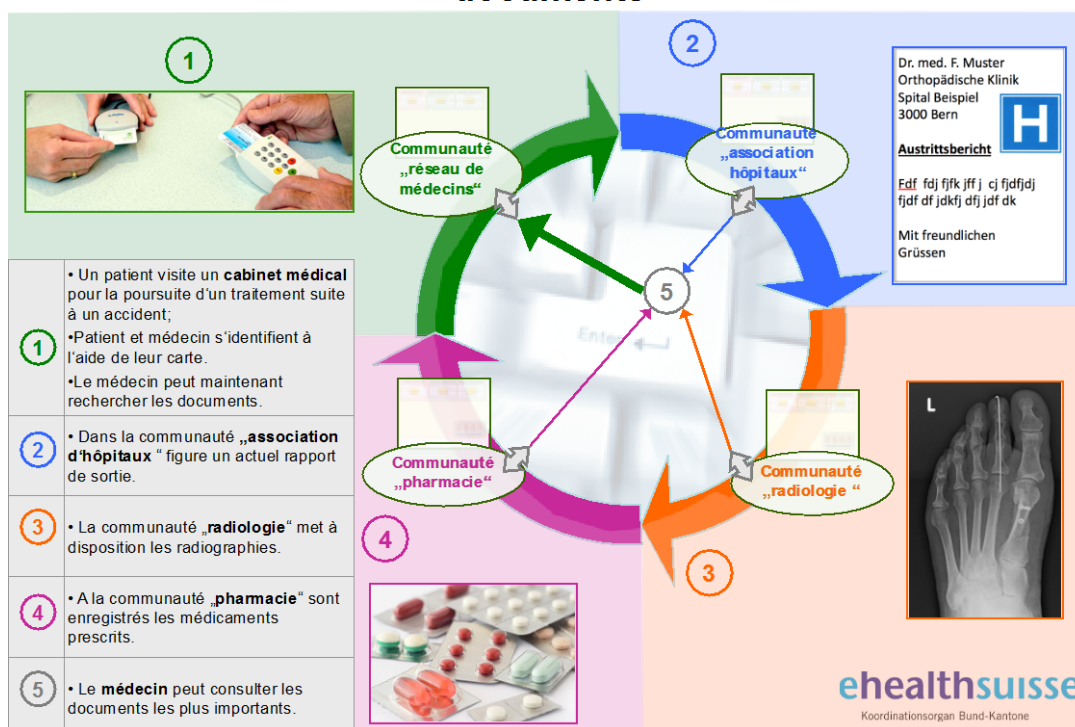 1
2
Dr. med. F. Muster
Orthopädische Klinik
Spital Beispiel
3000 Bern
H
Austrittsbericht
Fdf fdj fjfk jff j cj fjdfjdj
fjdf df jdkfj dfj jdf dk
Mit freundlichen
Grüssen
Communauté
„réseau de
médecins“
Communauté
„association
hôpitaux“
5
Enter
Communauté
„pharmacie“
Communauté
„radiologie “
4
3
L
1
• Un patient visite un cabinet médical
pour la poursuite d‘un traitement suite
à un accident;
•Patient et médecin s‘identifient à
l‘aide de leur carte.
•Le médecin peut maintenant
rechercher les documents.
2
• Dans la communauté „association
d‘hôpitaux “ figure un actuel rapport
de sortie.
3
• La communauté „radiologie“ met à
disposition les radiographies.
4
• A la communauté „pharmacie“ sont
enregistrés les médicaments
prescrits.
5
• Le médecin peut consulter les
documents les plus importants.
ehealthsuisse
Koordinationsorgan Bund-Kantone